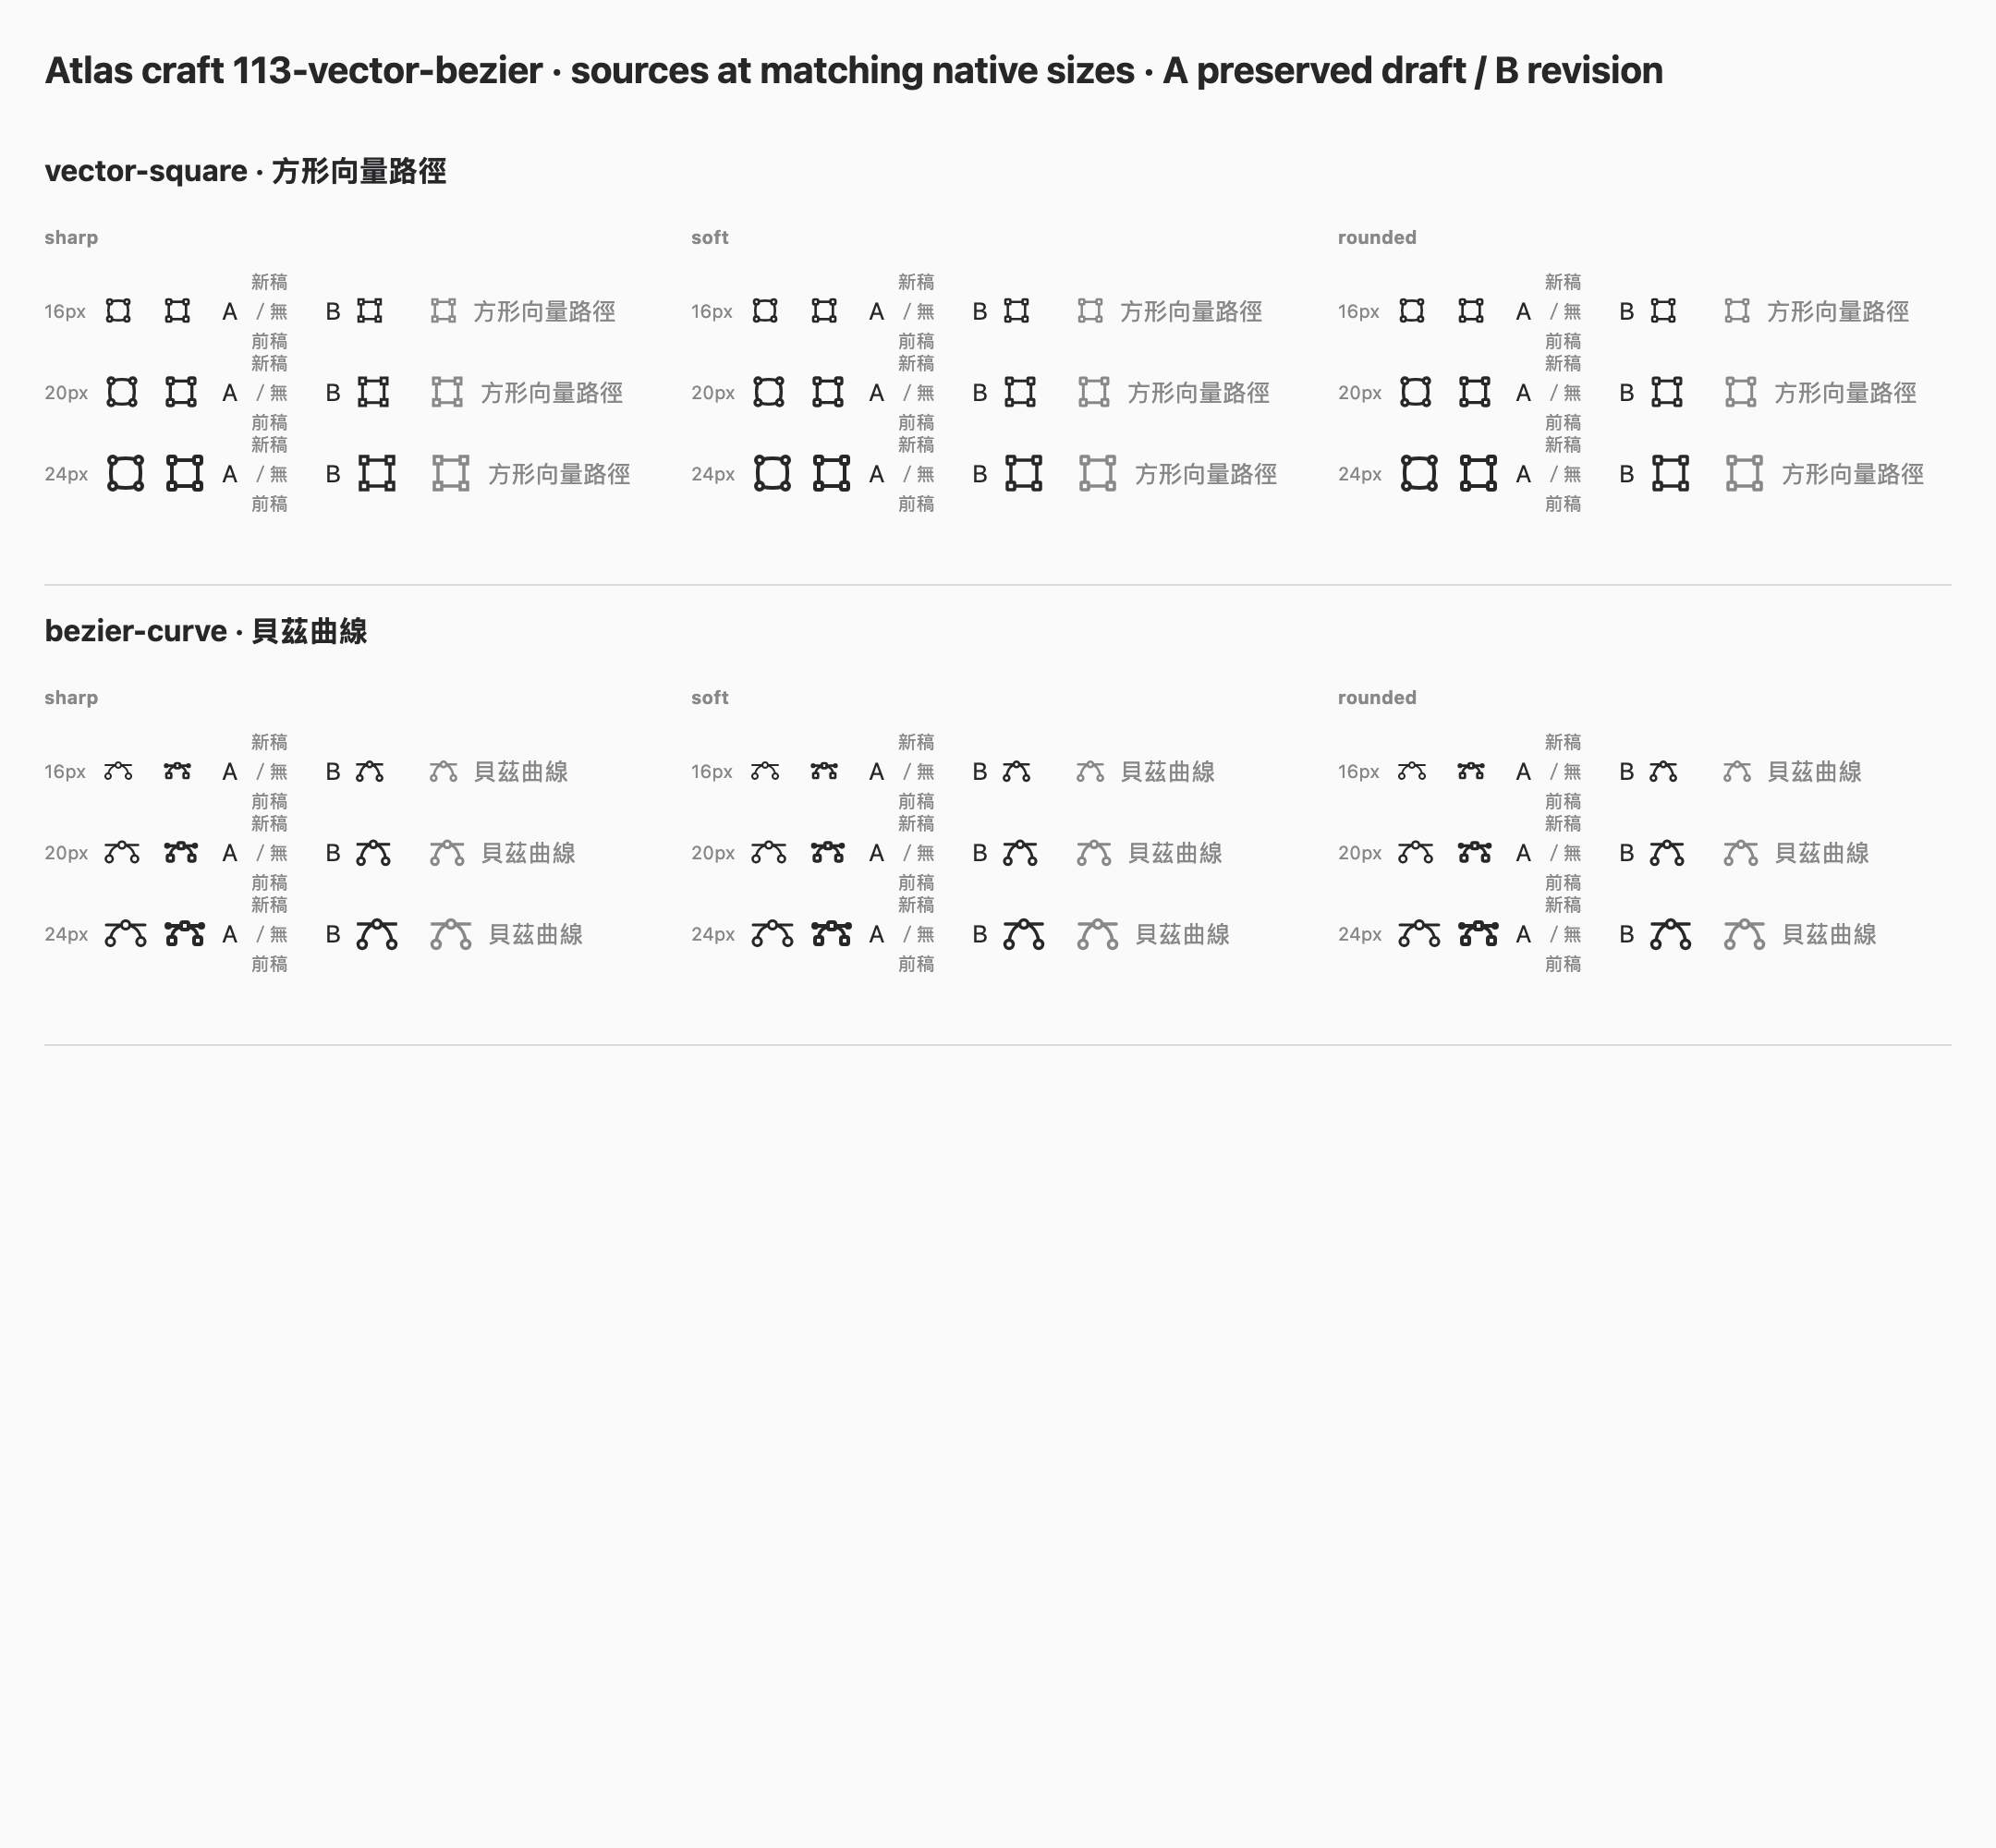 Atlas craft 113-vector-bezier · sources at matching native sizes · A preserved draft / B revision
vector-square · 方形向量路徑
sharp
新稿
16px A / 無 B 方形向量路徑
前稿
新稿
20px A / 無 B 方形向量路徑
前稿
新稿
24px A / 無 B 方形向量路徑
前稿
soft
新稿
16px A / 無 B 方形向量路徑
前稿
新稿
20px A / 無 B 方形向量路徑
前稿
新稿
24px A / 無 B 方形向量路徑
前稿
rounded
新稿
16px A / 無 B 方形向量路徑
前稿
新稿
20px A / 無 B 方形向量路徑
前稿
新稿
24px A / 無 B 方形向量路徑
前稿
bezier-curve · 貝茲曲線
sharp
新稿
16px A / 無 B 貝茲曲線
前稿
新稿
20px A / 無 B 貝茲曲線
前稿
新稿
24px A / 無 B 貝茲曲線
前稿
soft
新稿
16px A / 無 B 貝茲曲線
前稿
新稿
20px A / 無 B 貝茲曲線
前稿
新稿
24px A / 無 B 貝茲曲線
前稿
rounded
新稿
16px A / 無 B 貝茲曲線
前稿
新稿
20px A / 無 B 貝茲曲線
前稿
新稿
24px A / 無 B 貝茲曲線
前稿